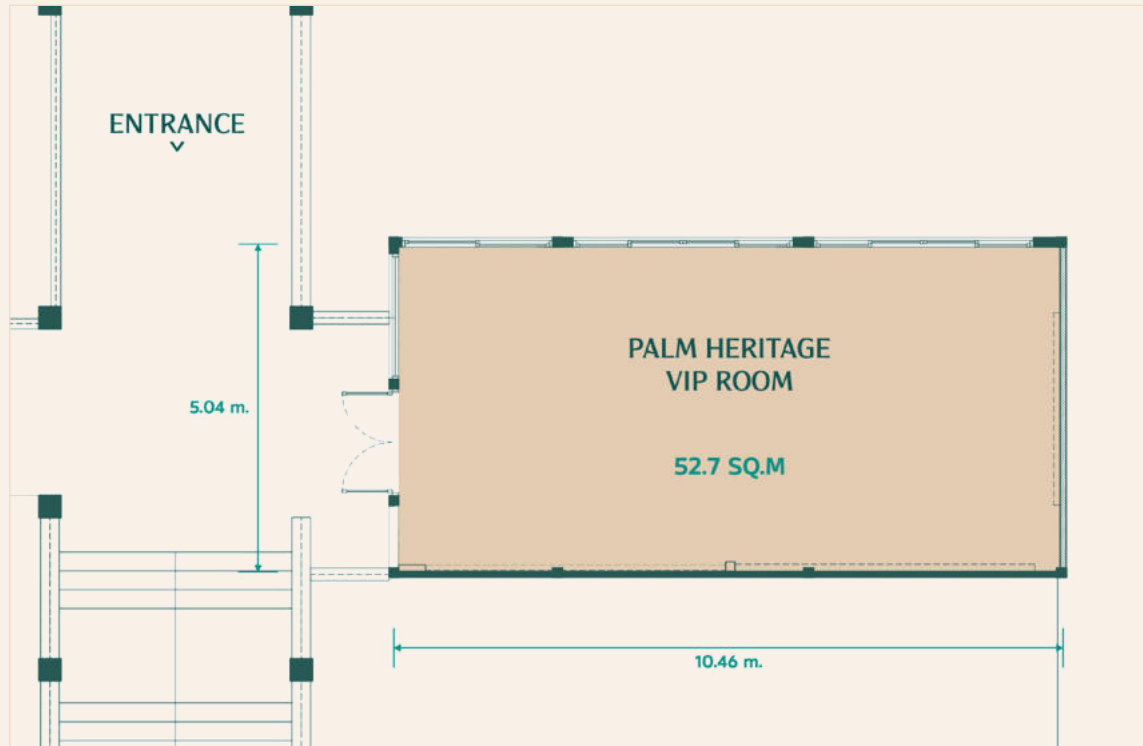 ENTRANCE
PALM HERITAGE
VIP ROOM
5.04 m.
52.7 SQ.M
10.46 m.